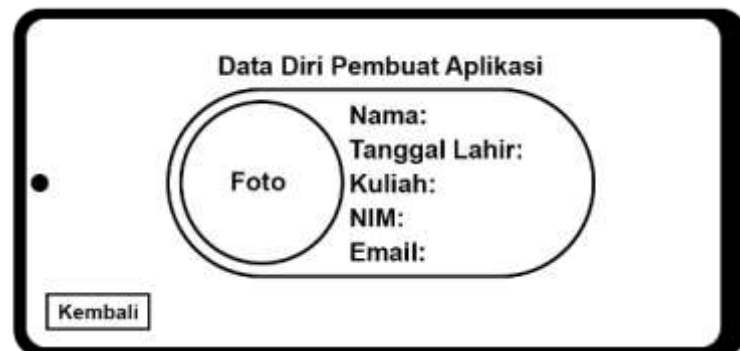 Data Diri Pembuat Aplikasi
Foto
Nama:
Tanggal Lahir:
Kuliah:
NIM:
Email:
Kembali